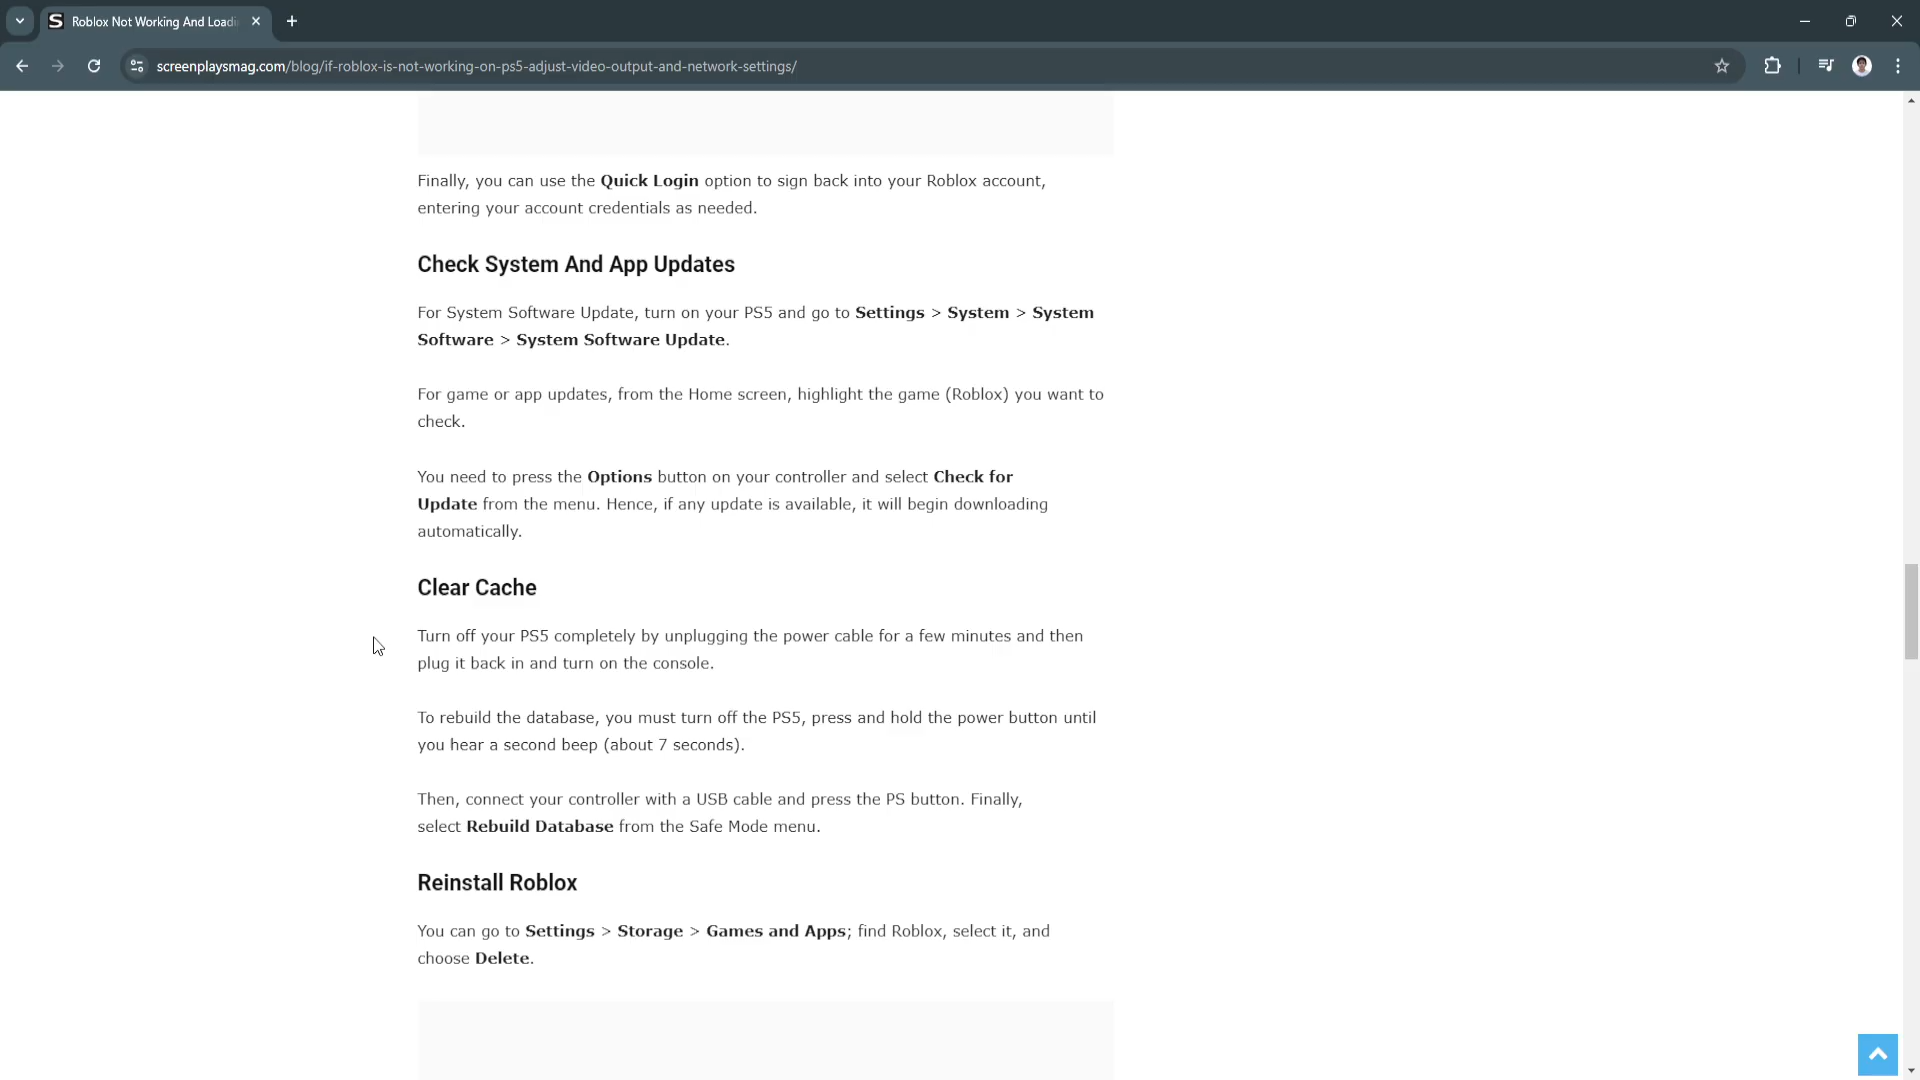 Roblox Not Working And Loadi
screenplaysmag.com/blog/if-roblox-is-not-working-on-ps5-adjust-video-output-and-network-settings/
Finally, you can use the Quick Login option to sign back into your Roblox account,
entering your account credentials as needed.
Check System And App Updates
For System Software Update, turn on your PS5 and go to Settings > System > System
Software > System Software Update.
For game or app updates, from the Home screen, highlight the game (Roblox) you want to
check.
You need to press the Options button on your controller and select Check for
Update from the menu. Hence, if any update is available, it will begin downloading
automatically.
Clear Cache
Turn off your PS5 completely by unplugging the power cable for a few minutes and then
plug it back in and turn on the console.
To rebuild the database, you must turn off the PS5, press and hold the power button until
you hear a second beep (about 7 seconds).
Then, connect your controller with a USB cable and press the PS button. Finally,
select Rebuild Database from the Safe Mode menu.
Reinstall Roblox
You can go to Settings > Storage > Games and Apps; find Roblox, select it, and
choose Delete.